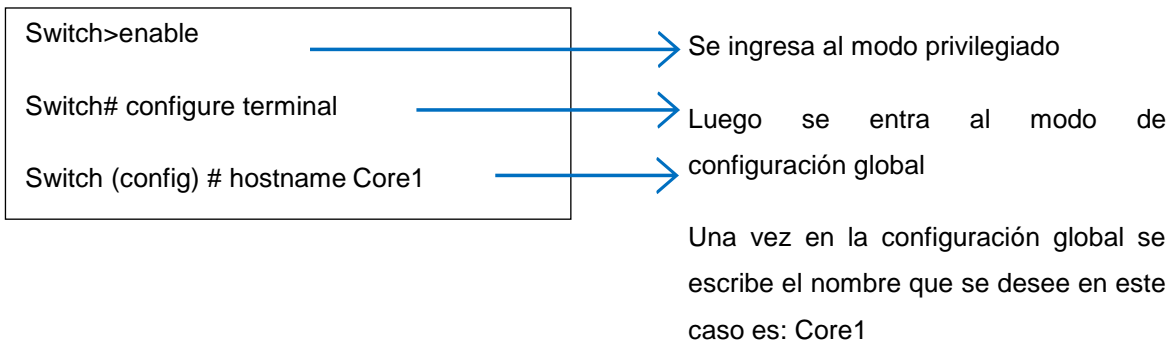 Switch>enable
Switch# configure terminal
Switch (config) # hostname Core1
Se ingresa al modo privilegiado
Luego se entra al modo de
configuración global
Una vez en la configuración global se
escribe el nombre que se desee en este
caso es: Core1